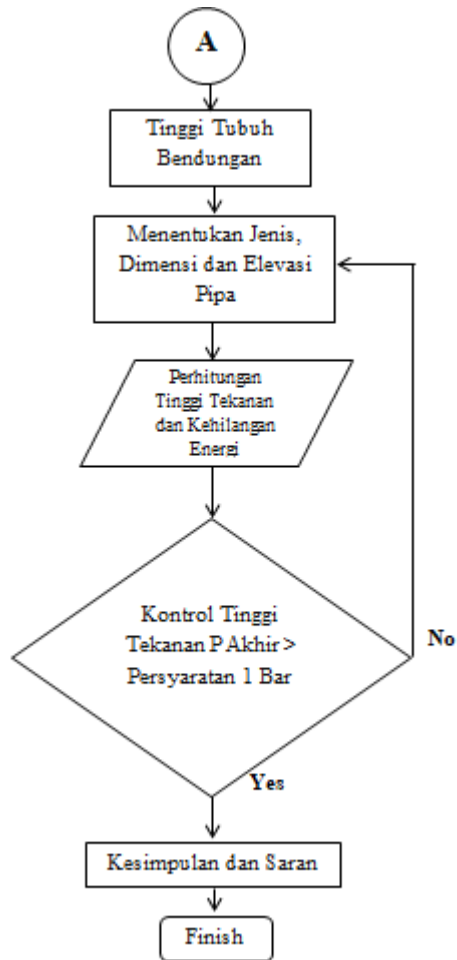 A
Tinggi Tubuh
Bendungan
Menentukan Jenis,
Dimensi dan Elevasi
Pipa
Perhitungan
Tinggi Tekanan
dan Kehilangan
Energi
Kontrol Tinggi
Tekanan P Akhir >
Persyaratan 1 Bar
No
Yes
Kesimpulan dan Saran
Finish